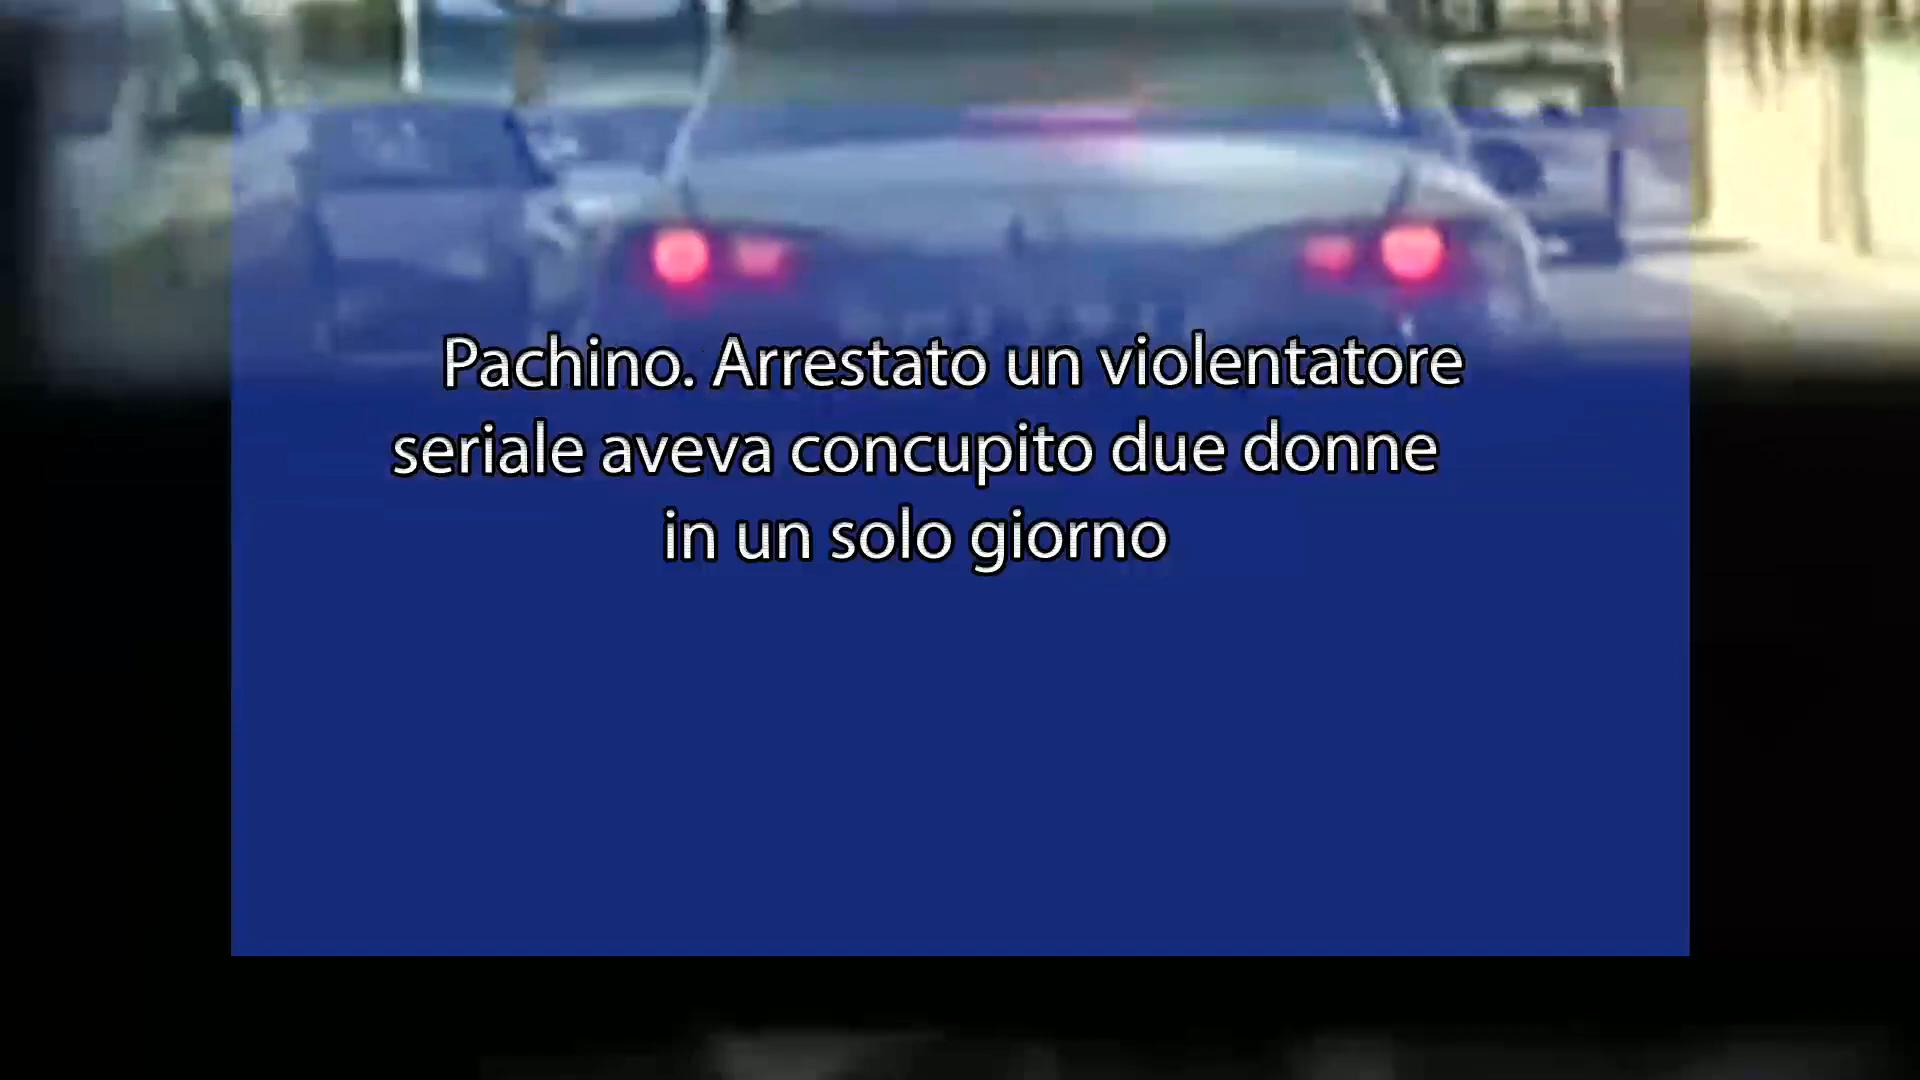 Pachino. Arrestato un violentatore
seriale aveva concupito due donne
in un solo giorno